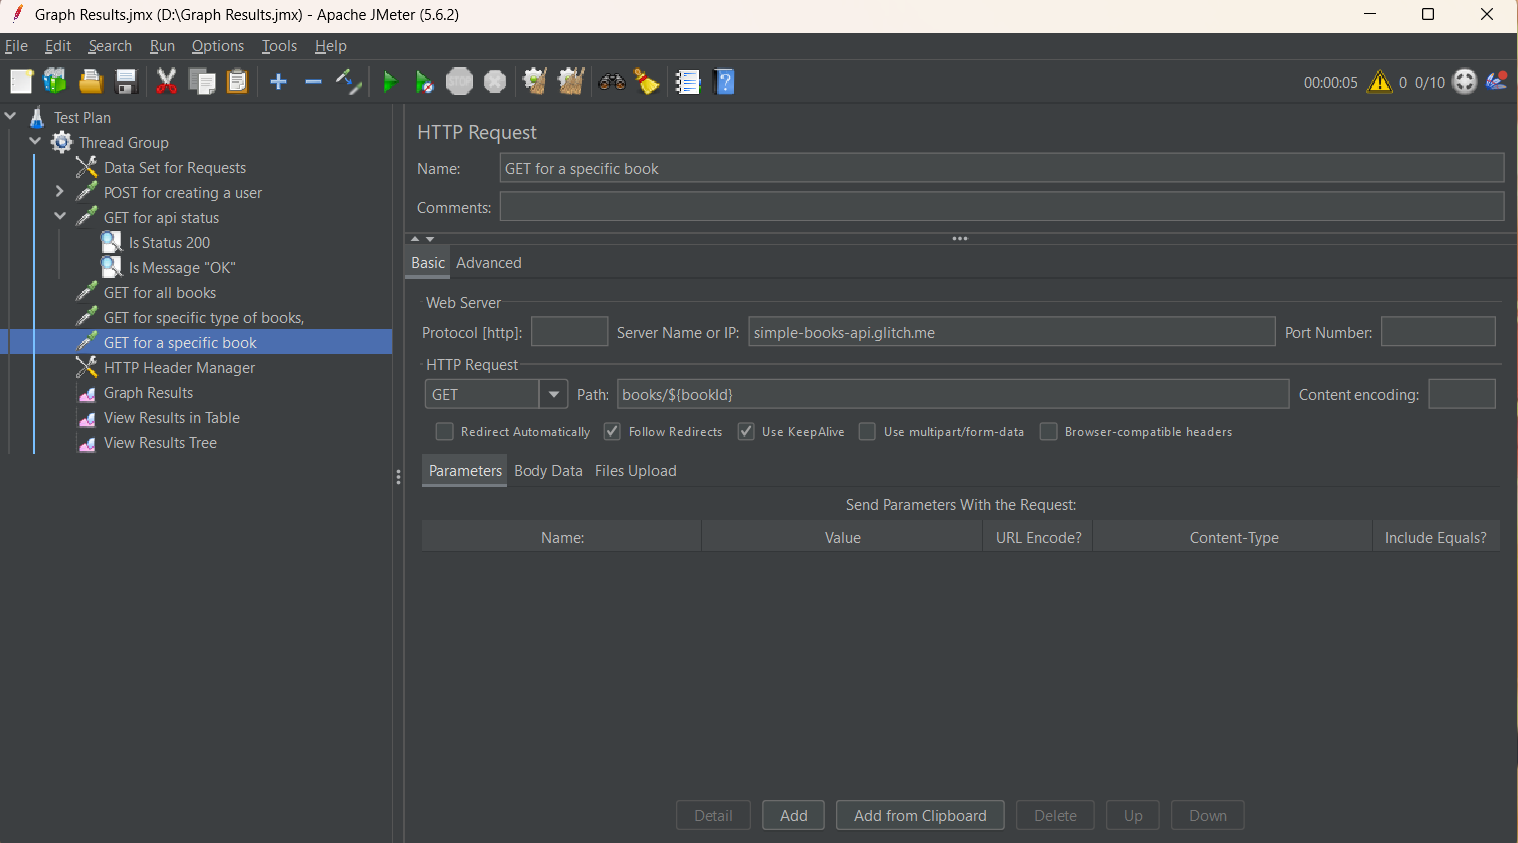 Graph Results.jmx (D:\Graph Results.jmx) - Apache JMeter (5.6.2)
File Edit Search Run Options Tools Help
STOP ? 00:00:05 0 0/10
Test Plan
Thread Group
Data Set for Requests
POST for creating a user
GET for api status
Is Status 200
Is Message "OK"
GET for all books
GET for specific type of books,
GET for a specific book
HTTP Header Manager
Graph Results
View Results in Table
View Results Tree
HTTP Request
Name: GET for a specific book
Comments:
Basic Advanced
Web Server
Protocol [http]: Server Name or IP: simple-books-api.glitch.me Port Number:
HTTP Request
GET Path: books/${bookId} Content encoding:
Redirect Automatically Follow Redirects Use KeepAlive Use multipart/form-data Browser-compatible headers
Parameters Body Data Files Upload
Send Parameters With the Request:
Name: Value URL Encode? Content-Type Include Equals?
Detail Add Add from Clipboard Delete Up Down